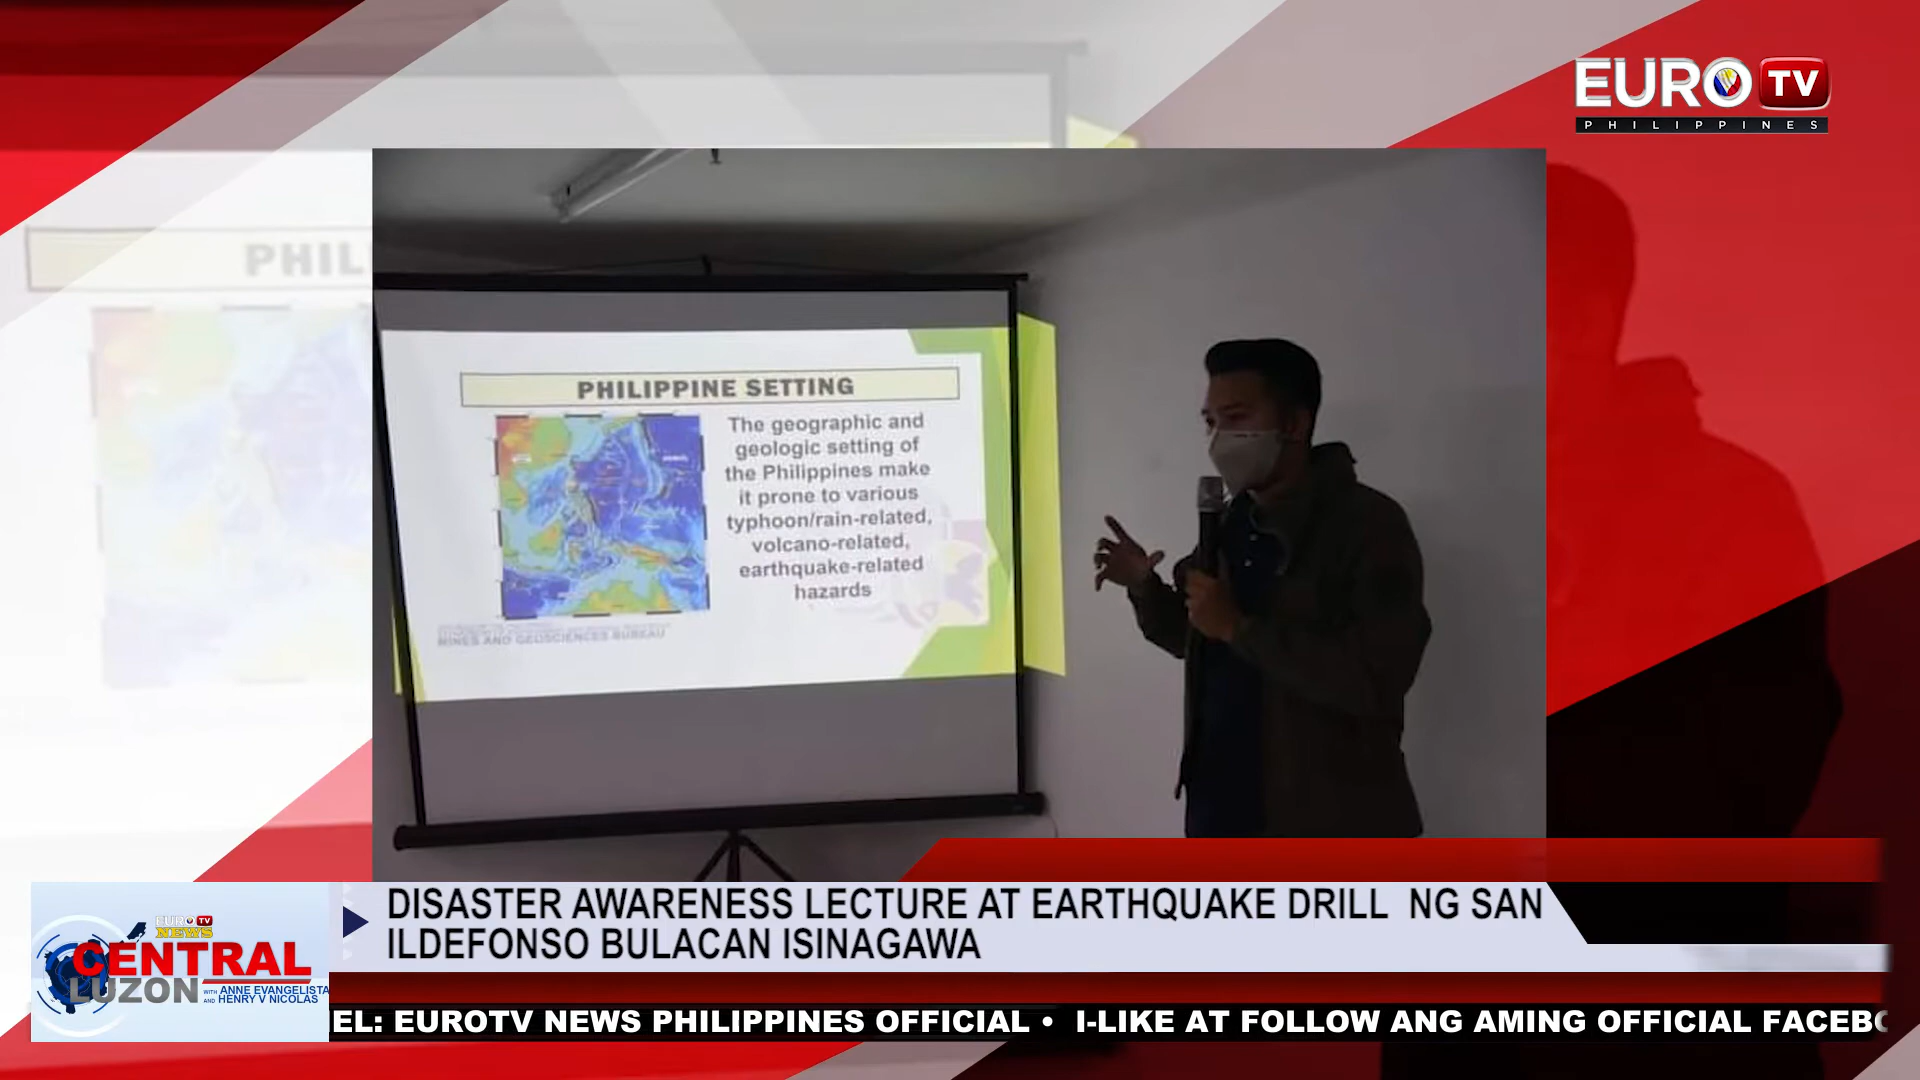 EURO TV
PHILIPPINES
PHIL
PHILIPPINE SETTING
The geographic and
geologic setting of
the Philippines make
it prone to various
typhoon/rain-related,
volcano-related,
earthquake-related
hazards
MINES AND GEOSCIENCES BUREAU
DISASTER AWARENESS LECTURE AT EARTHQUAKE DRILL NG SAN
ILDEFONSO BULACAN ISINAGAWA
EURO TV
NEWS
CENTRAL
LUZON
WITH ANNE EVANGELISTA
AND HENRY V NICOLAS
EL: EUROTV NEWS PHILIPPINES OFFICIAL • I-LIKE AT FOLLOW ANG AMING OFFICIAL FACEB